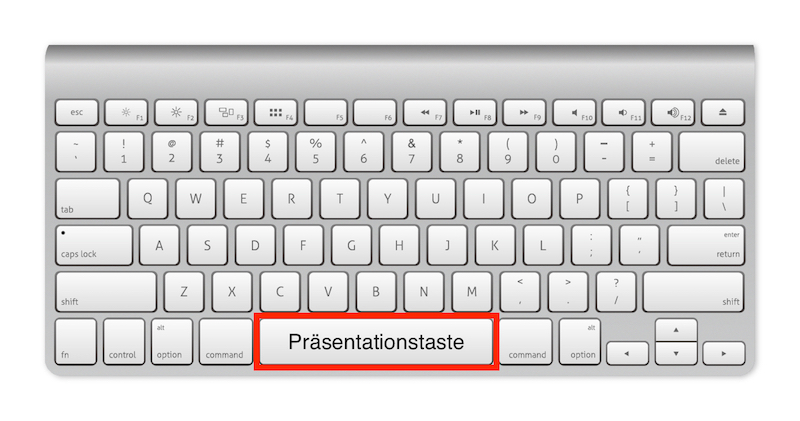 esc F1 F2 F3 F4 F5 F6 F7 F8 F9 F10 F11 F12
~ ! @ # $ % ^ & * ( ) – +
` 1 2 3 4 5 6 7 8 9 0 - = delete
tab Q W E R T Y U I O P { [ } ] | \
caps lock A S D F G H J K L : ; " ' enter return
shift Z X C V B N M < , > . ? / shift
fn control alt option command Präsentationstaste command alt option